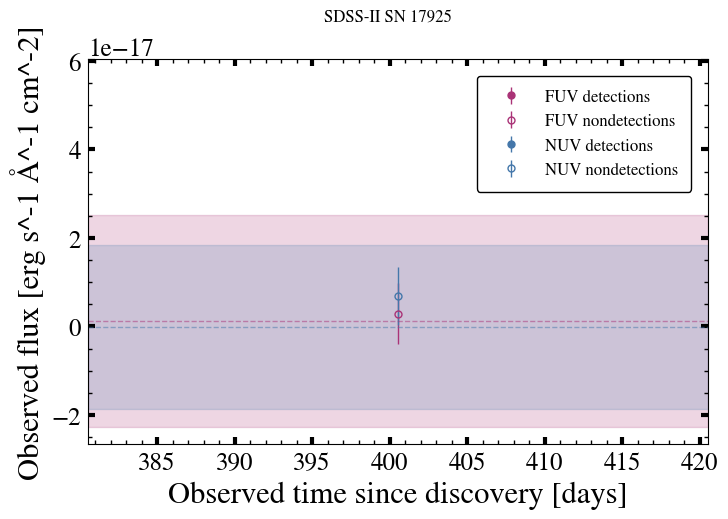 SDSS-II SN 17925
1e−17
6
4
2
0
−2
Observed flux [erg s^-1 Å^-1 cm^-2]
FUV detections
FUV nondetections
NUV detections
NUV nondetections
385 390 395 400 405 410 415 420
Observed time since discovery [days]